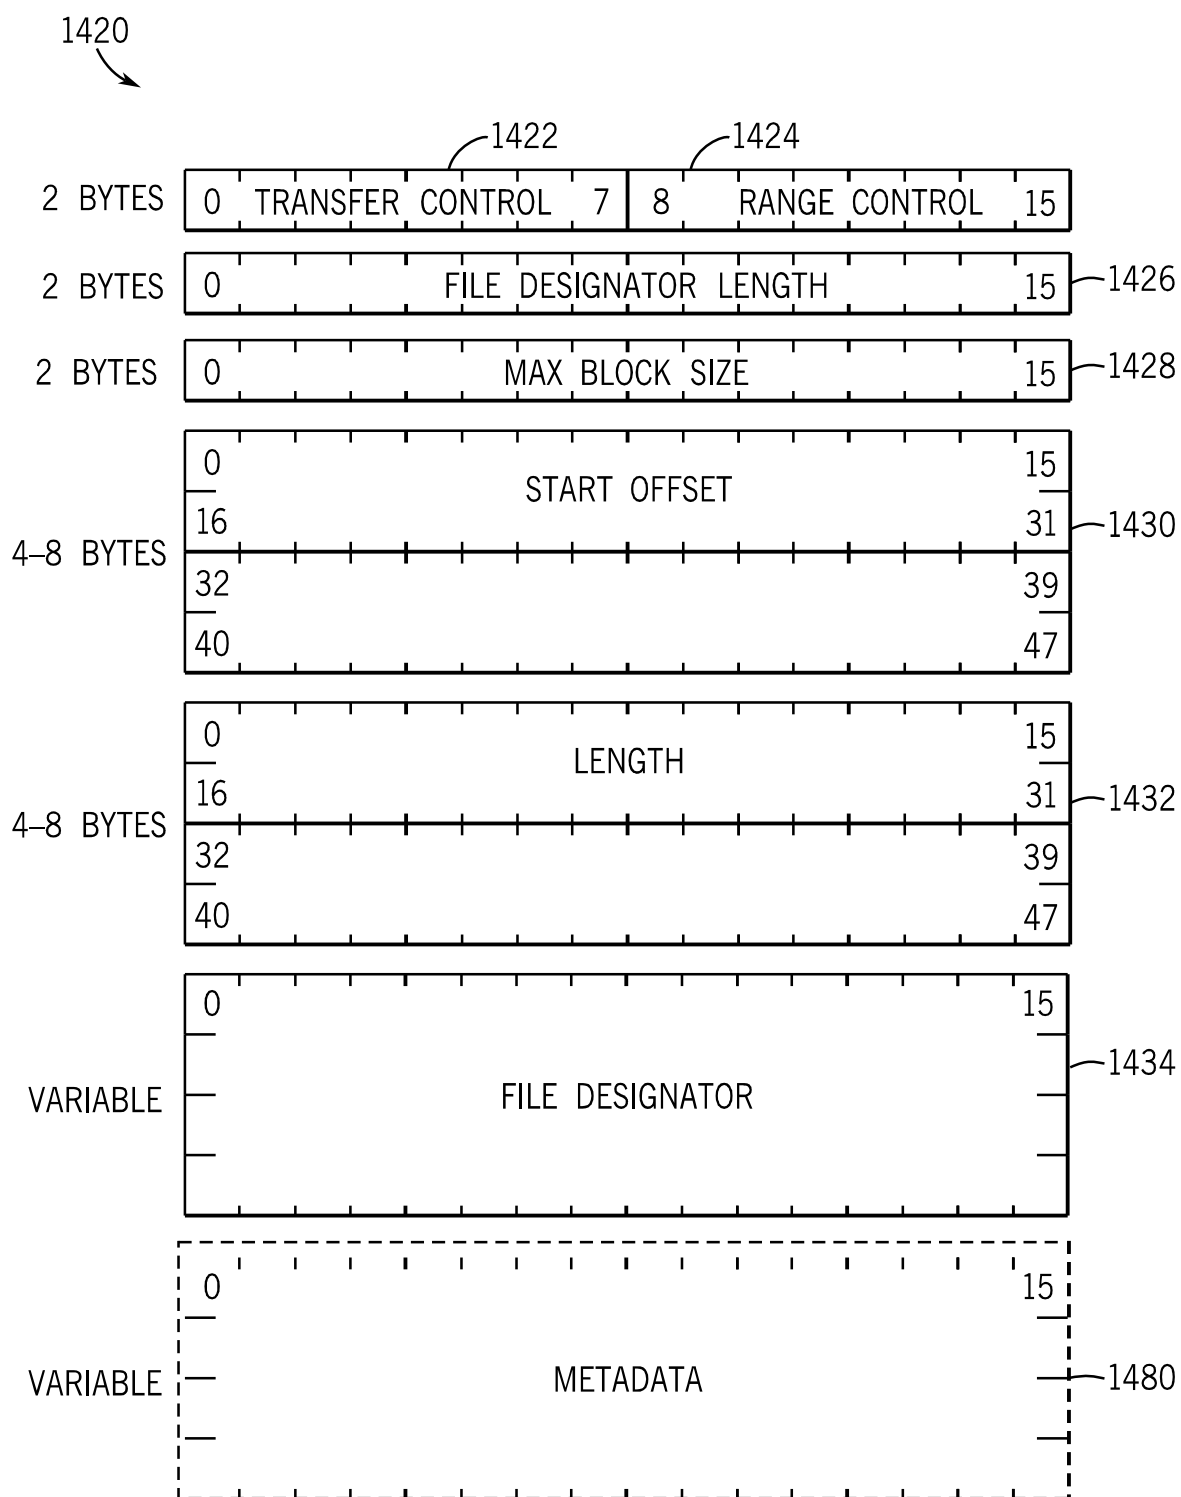 1420
1422 1424
2 BYTES 0 TRANSFER CONTROL 7 8 RANGE CONTROL 15
2 BYTES 0 FILE DESIGNATOR LENGTH 15 1426
2 BYTES 0 MAX BLOCK SIZE 15 1428
0 15
START OFFSET
16 31 1430
4–8 BYTES
32 39
40 47
0 15
LENGTH
16 31 1432
4–8 BYTES
32 39
40 47
0 15
1434
VARIABLE FILE DESIGNATOR
0 15
VARIABLE METADATA 1480